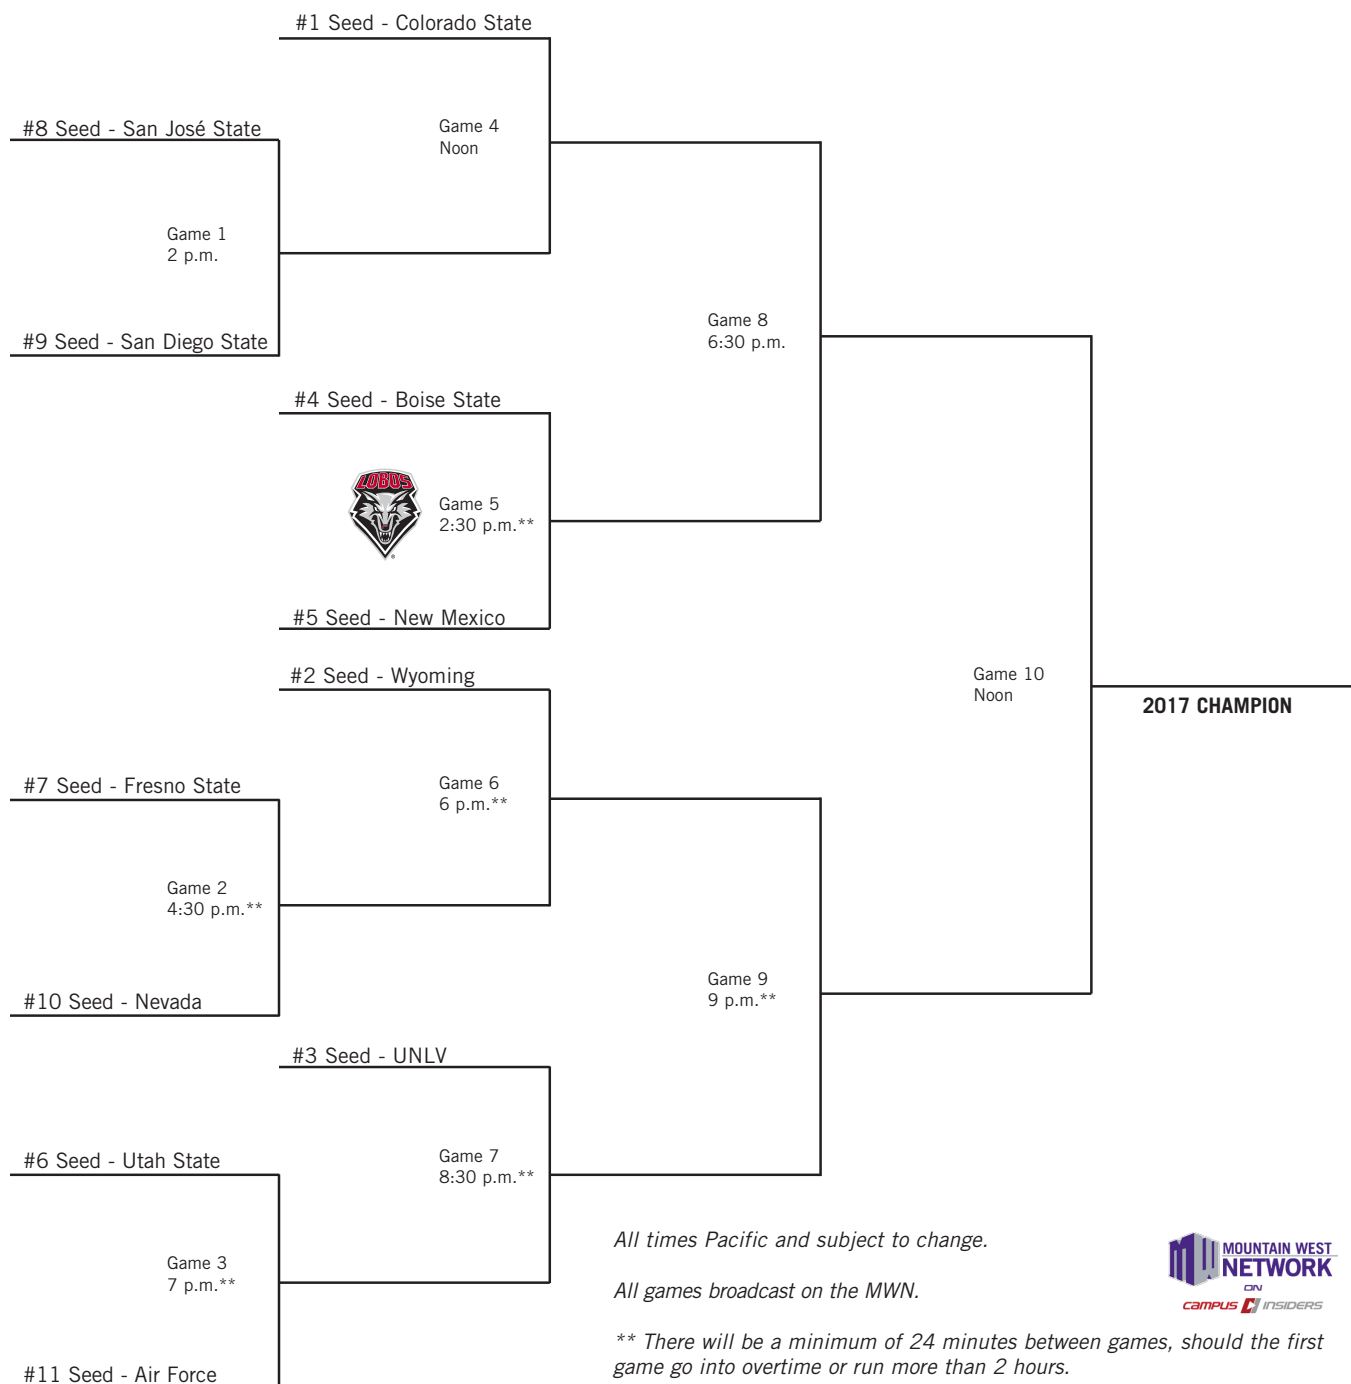 #1 Seed - Colorado State
#8 Seed - San José State
Game 4
Noon
Game 1
2 p.m.
#9 Seed - San Diego State
Game 8
6:30 p.m.
#4 Seed - Boise State
LOBOS
Game 5
2:30 p.m.**
#5 Seed - New Mexico
#2 Seed - Wyoming
Game 10
Noon
2017 CHAMPION
#7 Seed - Fresno State
Game 6
6 p.m.**
Game 2
4:30 p.m.**
#10 Seed - Nevada
Game 9
9 p.m.**
#3 Seed - UNLV
#6 Seed - Utah State
Game 7
8:30 p.m.**
Game 3
7 p.m.**
#11 Seed - Air Force
All times Pacific and subject to change.
All games broadcast on the MWN.
MW
MOUNTAIN WEST
NETWORK
ON
CAMPUS CI INSIDERS
** There will be a minimum of 24 minutes between games, should the first
game go into overtime or run more than 2 hours.